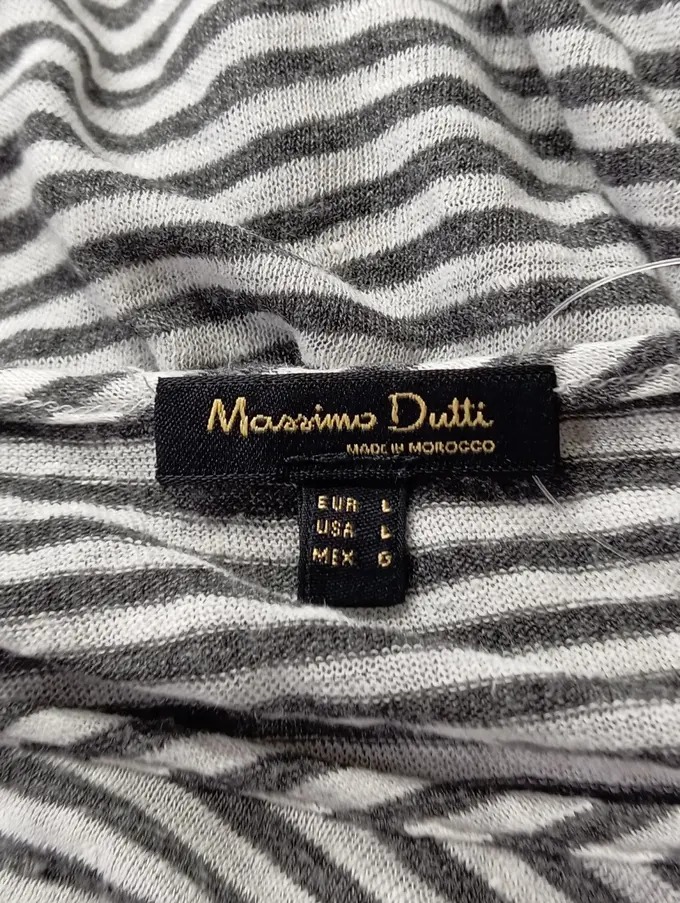 Massimo Dutti
MADE IN MOROCCO
EUR L
USA L
MEX G